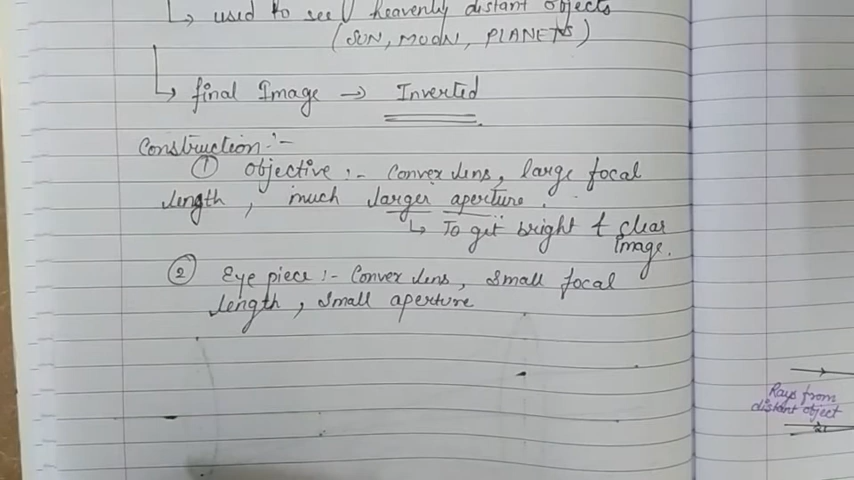 ↳ used to see heavenly distant objects
(SUN, MOON, PLANETS)
↳ final Image → Inverted
Construction:-
① Objective :- Convex lens, large focal
length, much larger aperture.
↳ To get bright & clear
Image.
② Eye piece :- Convex lens, small focal
length, small aperture
Rays from
distant object